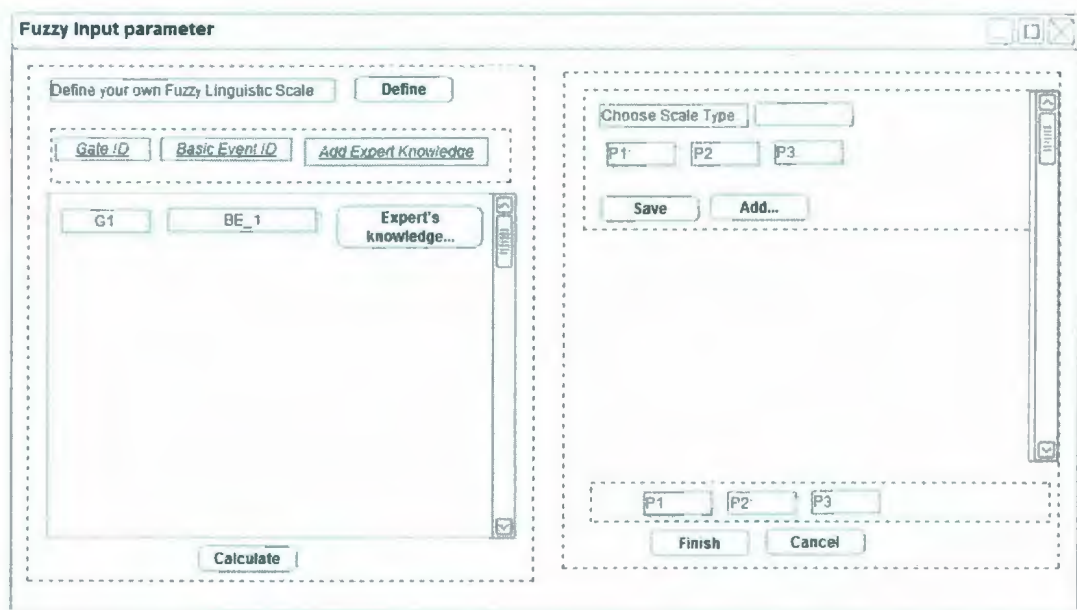 Fuzzy Input parameter
Define your own Fuzzy Linguistic Scale Define
Gate ID Basic Event ID Add Expert Knowledge
G1 BE_1 Expert's knowledge...
Calculate
Choose Scale Type
P1 P2 P3
Save Add...
P1 P2 P3
Finish Cancel